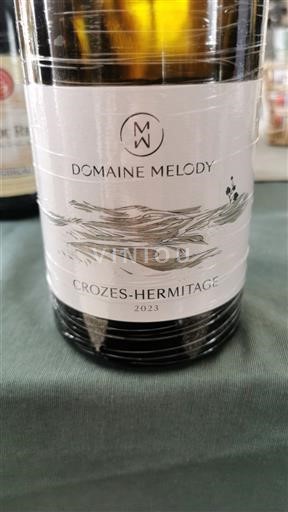 MW
DOMAINE MELODY
VINIOU
CROZES-HERMITAGE
2023